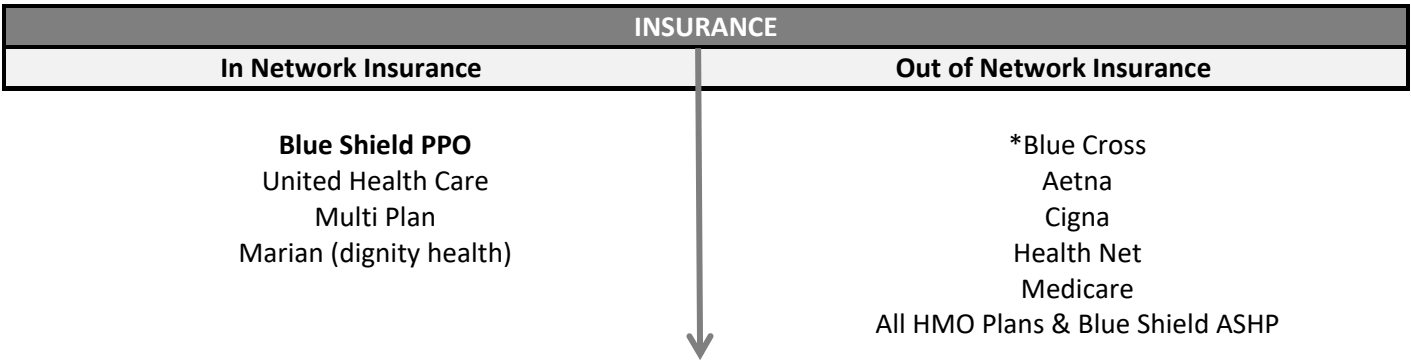 INSURANCE
In Network Insurance
Out of Network Insurance
Blue Shield PPO
United Health Care
Multi Plan
Marian (dignity health)
*Blue Cross
Aetna
Cigna
Health Net
Medicare
All HMO Plans & Blue Shield ASHP